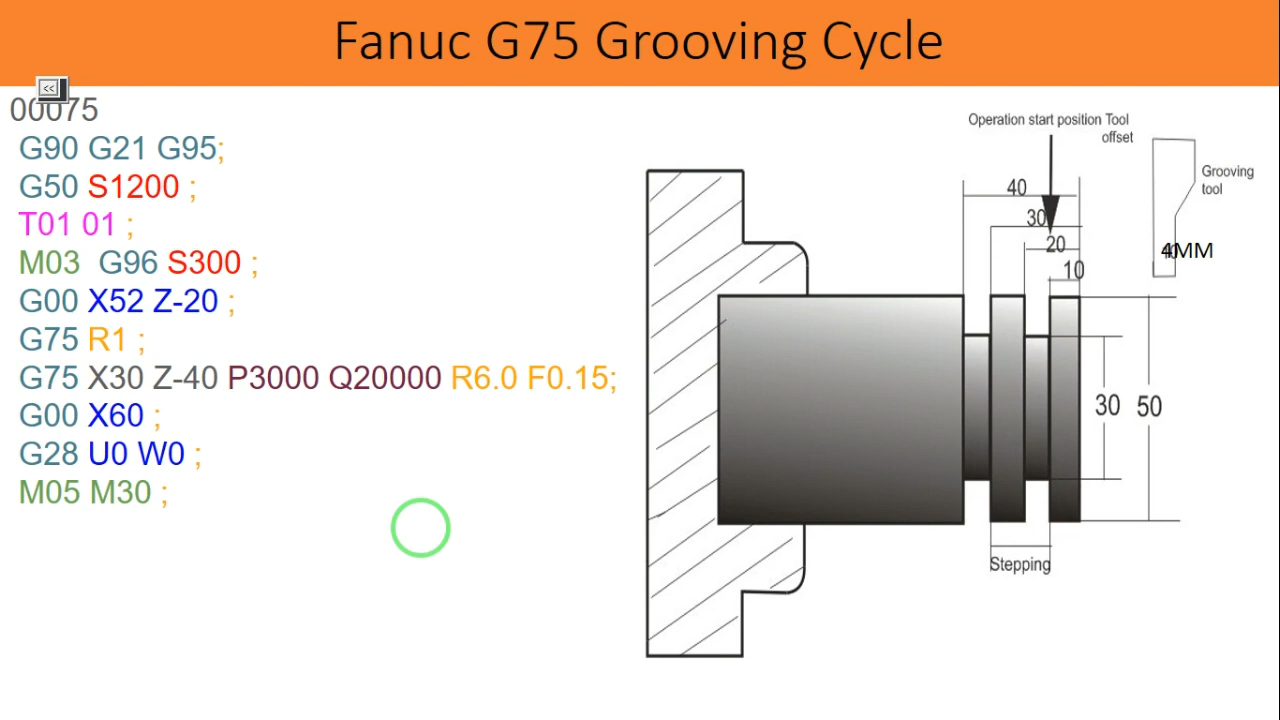 Fanuc G75 Grooving Cycle
<<
00075
G90 G21 G95;
G50 S1200 ;
T01 01 ;
M03 G96 S300 ;
G00 X52 Z-20 ;
G75 R1 ;
G75 X30 Z-40 P3000 Q20000 R6.0 F0.15;
G00 X60 ;
G28 U0 W0 ;
M05 M30 ;
Operation start position Tool
offset
Grooving
tool
40
30
20
4MM
10
30
50
Stepping